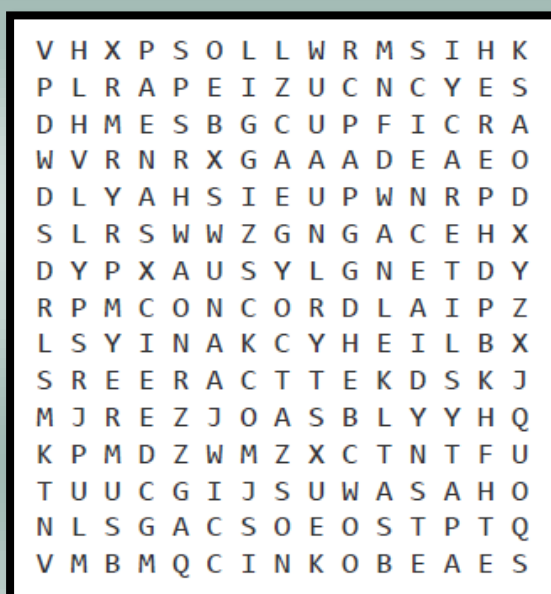 V H X P S O L L W R M S I H K
P L R A P E I Z U C N C Y E S
D H M E S B G C U P F I C R A
W V R N R X G A A A D E A E O
D L Y A H S I E U P W N R P D
S L R S W W Z G N G A C E H X
D Y P X A U S Y L G N E T D Y
R P M C O N C O R D L A I P Z
L S Y I N A K C Y H E I L B X
S R E E R A C T T E K D S K J
M J R E Z J O A S B L Y Y H Q
K P M D Z W M Z X C T N T F U
T U U C G I J S U W A S A H O
N L S G A C S O E O S T P T Q
V M B M Q C I N K O B E A E S